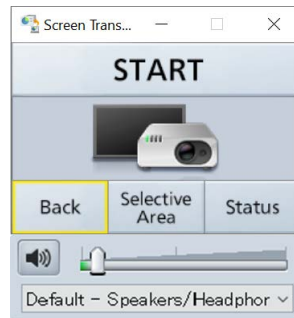 Screen Trans...
START
Back
Selective
Area
Status
Default - Speakers/Headphor